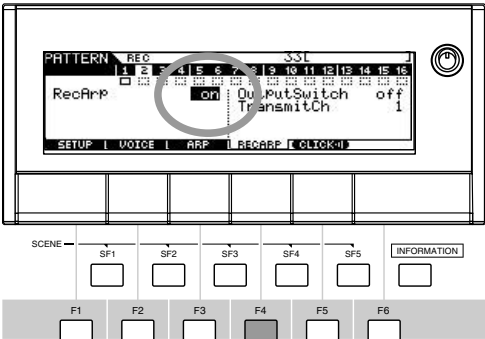 PATTERN REC 33[ ]
1 2 3 4 5 6 7 8 9 10 11 12 13 14 15 16
RecArp on OutputSwitch off
TransmitCh 1
SETUP VOICE ARP RECARP CLICK
SCENE SF1 SF2 SF3 SF4 SF5 INFORMATION
F1 F2 F3 F4 F5 F6